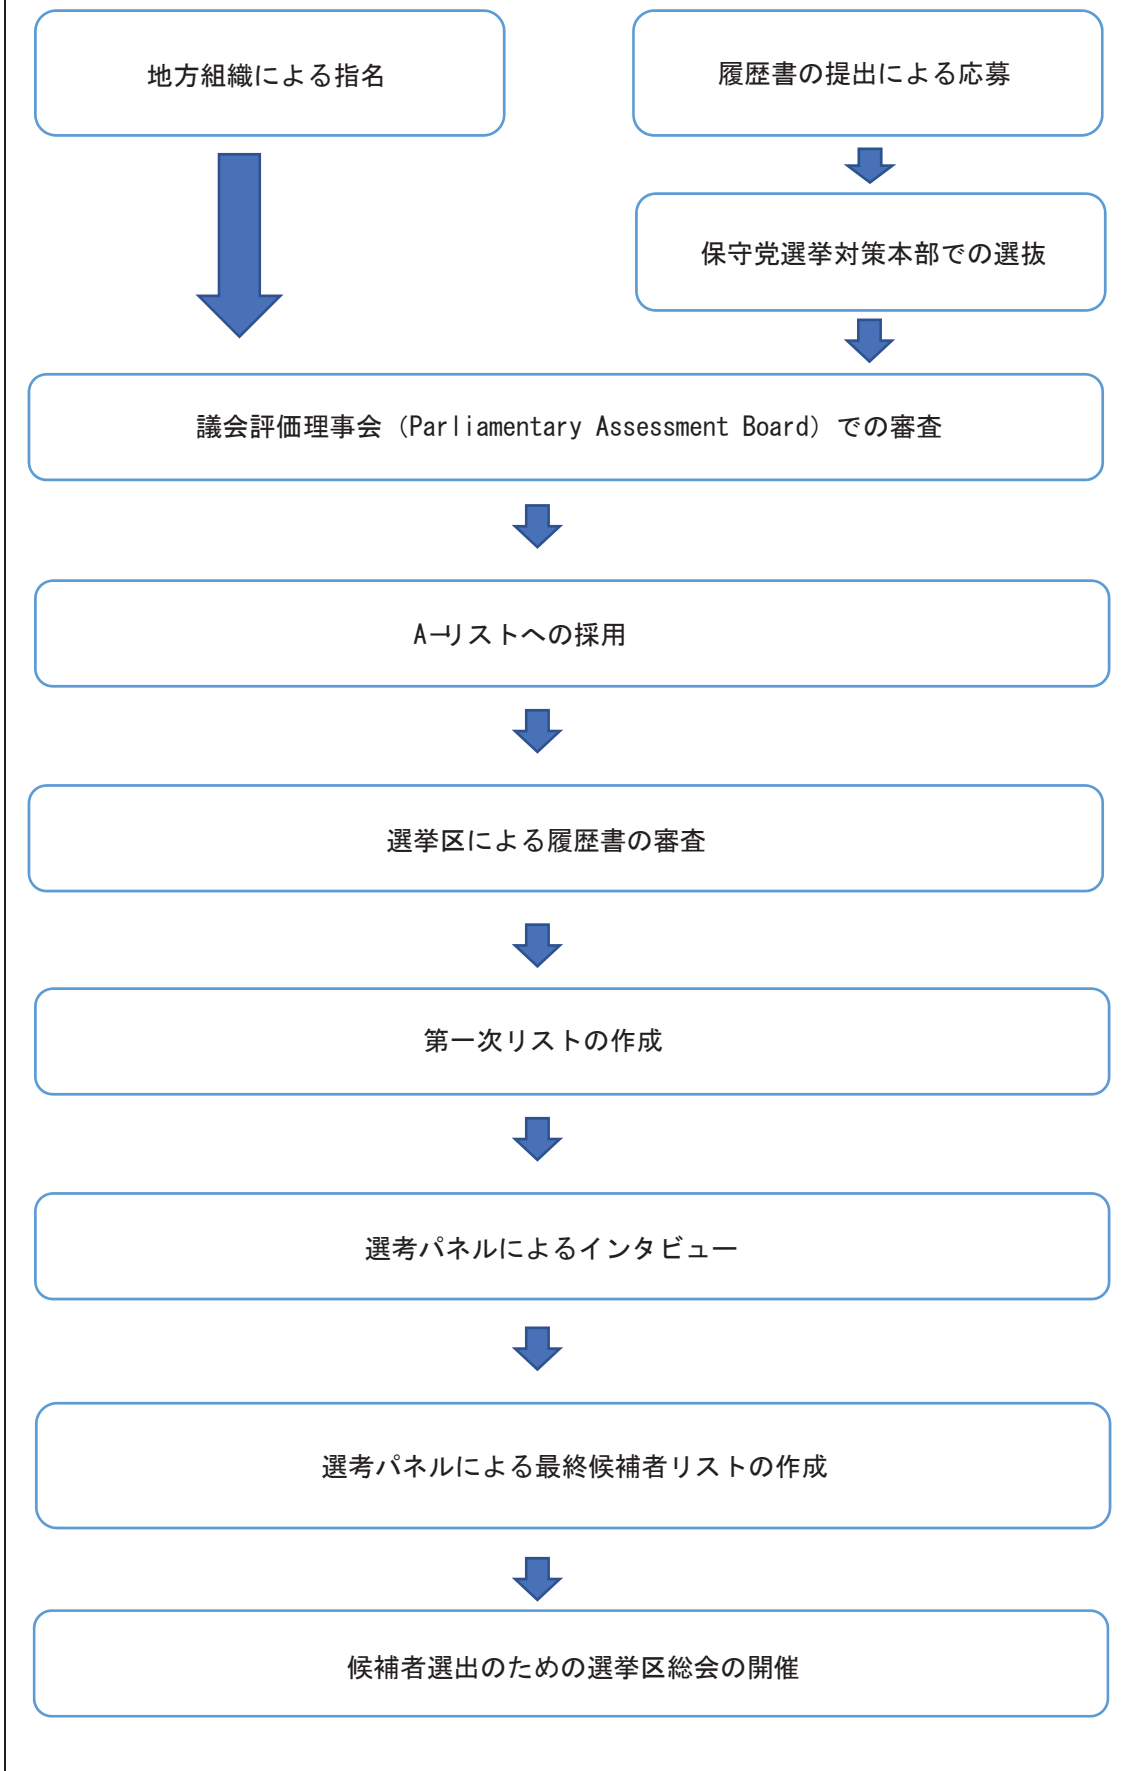 地方組織による指名
履歴書の提出による応募
保守党選挙対策本部での選抜
議会評価理事会（Parliamentary Assessment Board）での審査
A－リストへの採用
選挙区による履歴書の審査
第一次リストの作成
選考パネルによるインタビュー
選考パネルによる最終候補者リストの作成
候補者選出のための選挙区総会の開催